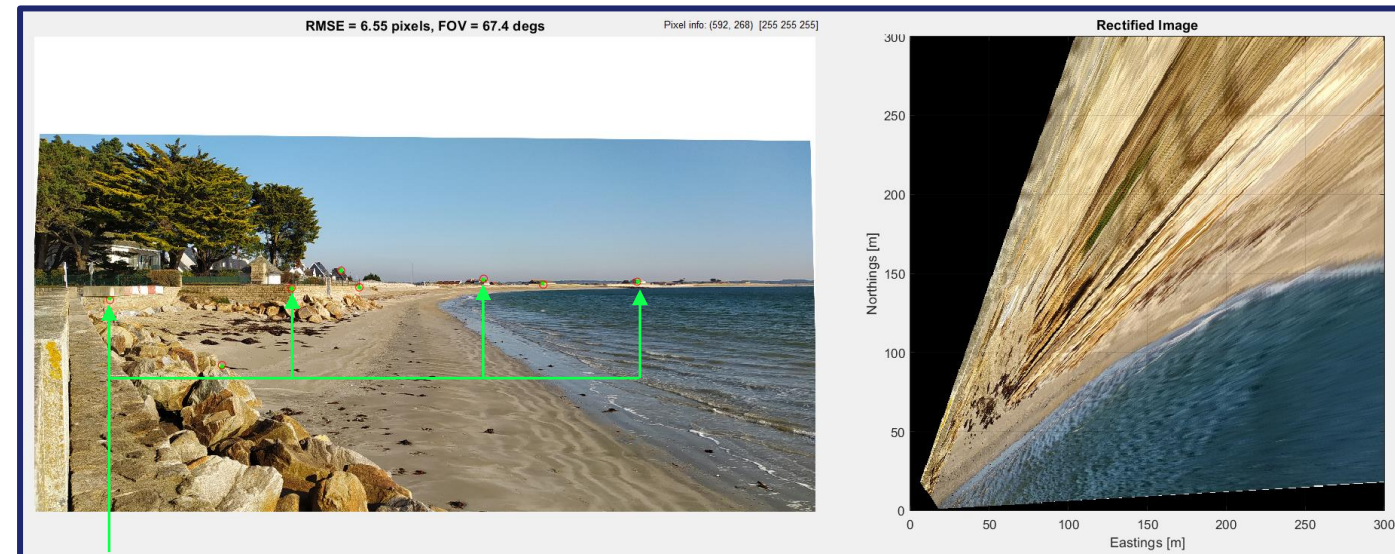 RMSE = 6.55 pixels, FOV = 67.4 degs
Pixel info: (592, 268) [255 255 255]
Rectified Image
300
250
200
150
100
50
0
Northings [m]
0 50 100 150 200 250 300
Eastings [m]